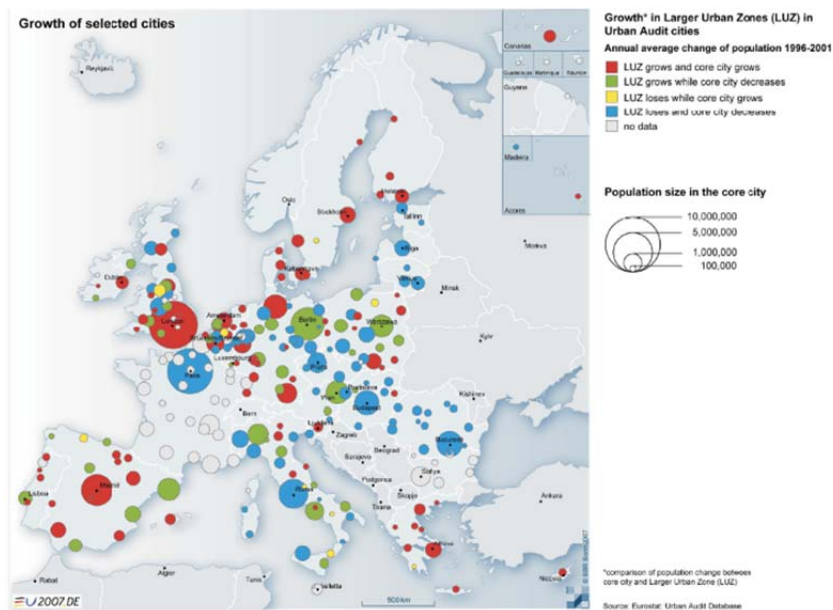 Growth of selected cities
Growth* in Larger Urban Zones (LUZ) in
Urban Audit cities
Annual average change of population 1996-2001
LUZ grows and core city grows
LUZ grows while core city decreases
LUZ loses while core city grows
LUZ loses and core city decreases
no data
Population size in the core city
10,000,000
5,000,000
1,000,000
100,000
Canarias
Guadeloupe
Martinique
Réunion
Guyane
Madeira
Acores
Reykjavik
Oslo
Stockholm
Helsinki
Tallinn
Riga
Vilnius
Moskva
Minsk
København
Dublin
London
Amsterdam
Berlin
Warszawa
Kyiv
Luxembourg
Paris
Praha
Wien
Bratislava
Budapest
Kishinev
Bern
Ljubljana
Zagreb
Beograd
Bucuresti
Sarajevo
Sofiya
Podgorica
Skopje
Tirana
Roma
Madrid
Lisboa
Ankara
Athina
Rabat
Alger
Tunis
Valletta
Nicosia
500 km
EU 2007.DE
*comparison of population change between
core city and Larger Urban Zone (LUZ)
Source: Eurostat: Urban Audit Database